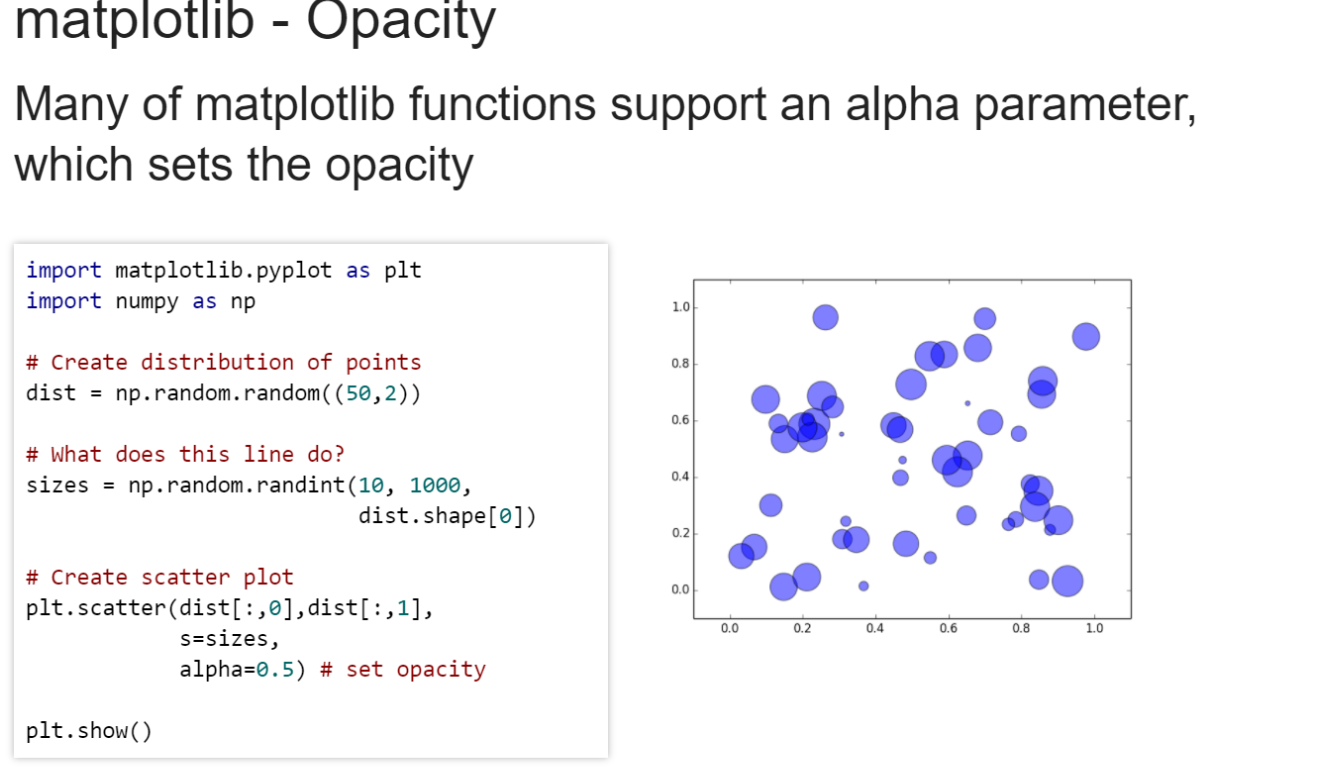 matplotlib - Opacity
Many of matplotlib functions support an alpha parameter,
which sets the opacity
import matplotlib.pyplot as plt
import numpy as np
# Create distribution of points
dist = np.random.random((50,2))
# What does this line do?
sizes = np.random.randint(10, 1000,
dist.shape[0])
# Create scatter plot
plt.scatter(dist[:,0],dist[:,1],
s=sizes,
alpha=0.5) # set opacity
plt.show()
1.0
0.8
0.6
0.4
0.2
0.0
0.0 0.2 0.4 0.6 0.8 1.0